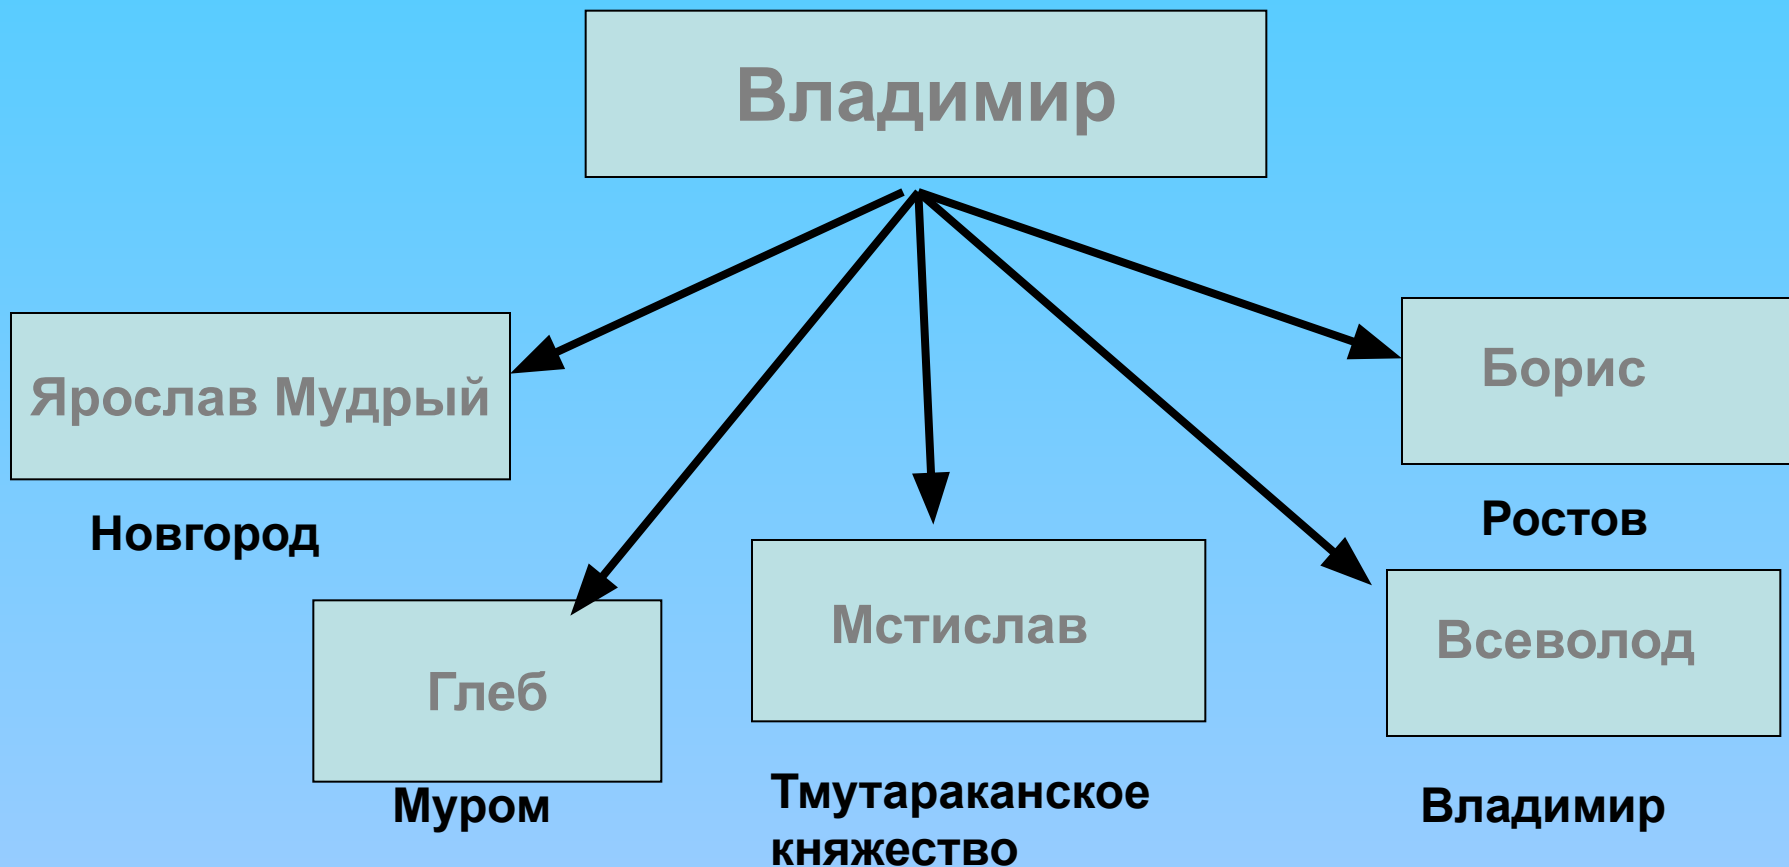 Владимир
Ярослав Мудрый
Новгород
Глеб
Муром
Мстислав
Тмутараканское
княжество
Борис
Ростов
Всеволод
Владимир